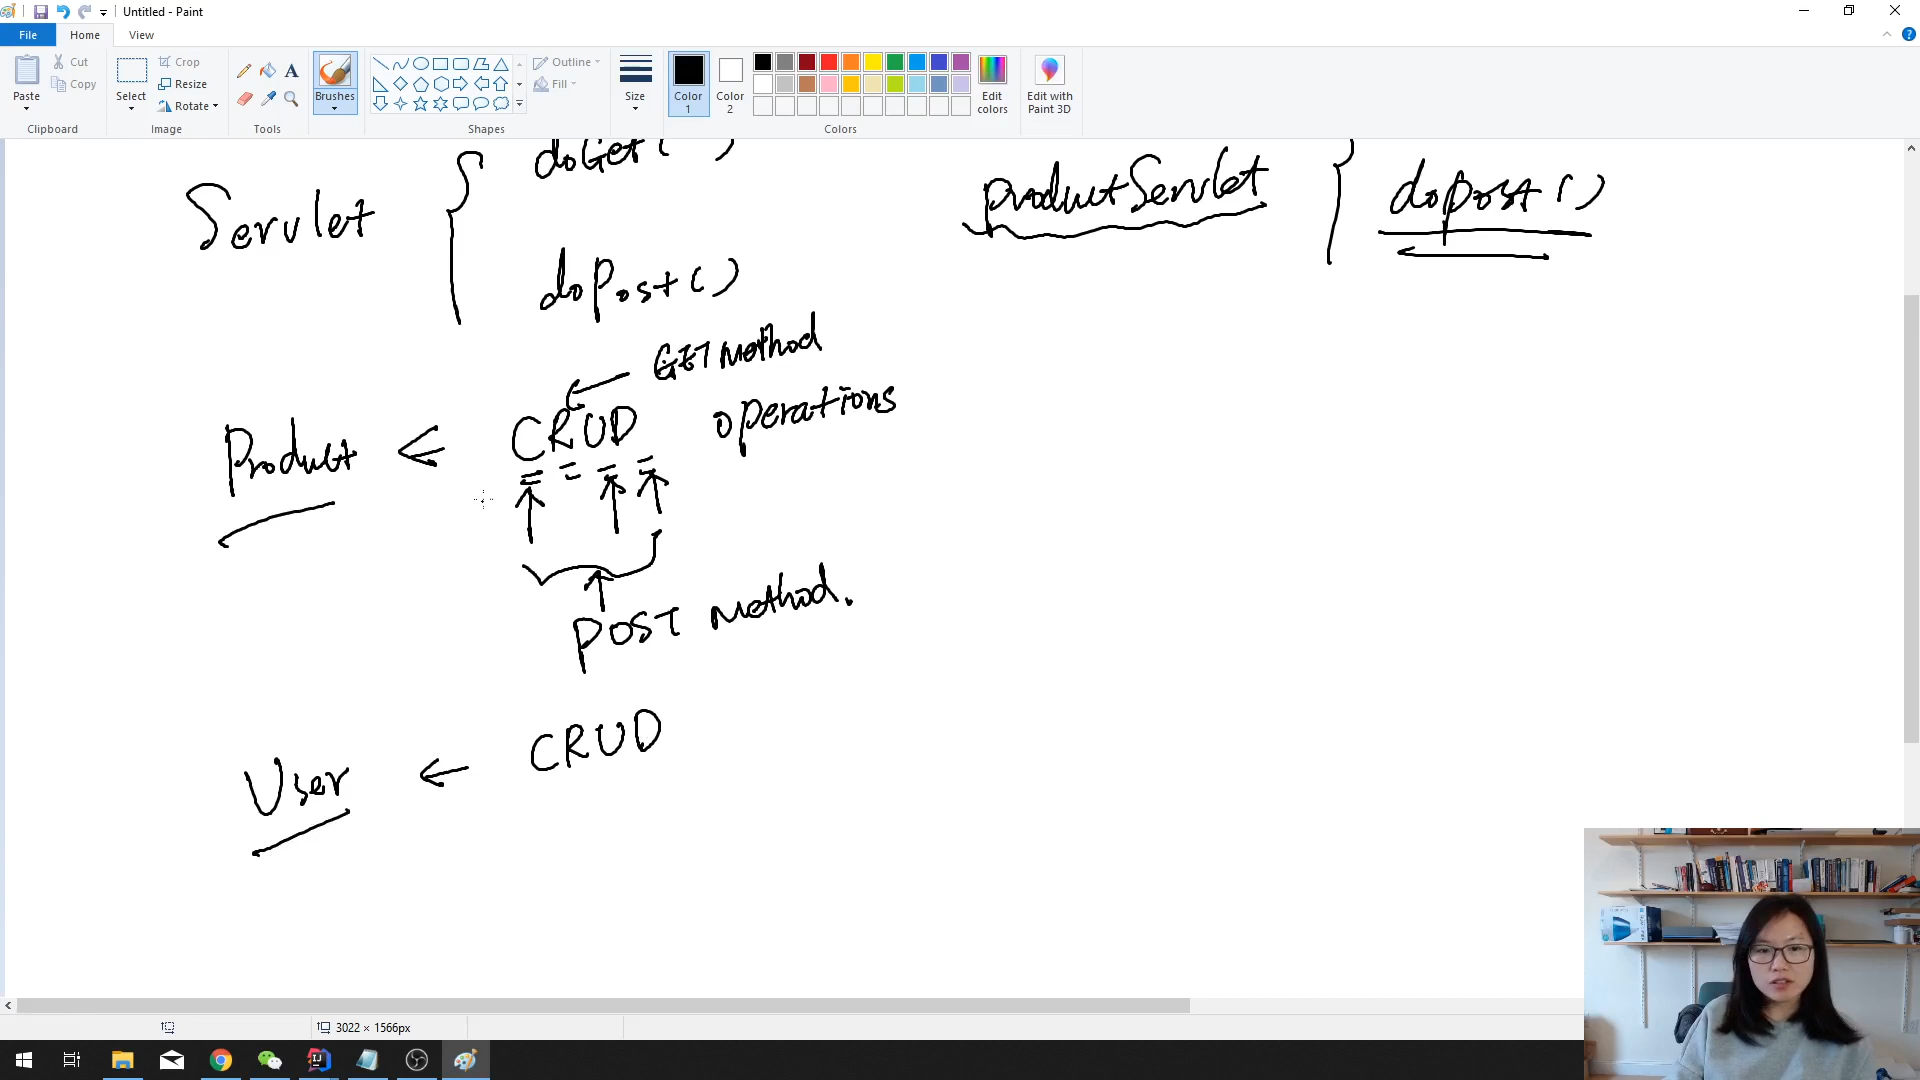 Untitled - Paint
File Home View
Paste
Cut
Copy
Clipboard
Select
Crop
Resize
Rotate
Image
Tools
Brushes
Shapes
Outline
Fill
Size
Color 1
Color 2
Colors
Edit colors
Edit with Paint 3D
doGet( )
Servlet
doPost()
productServlet
dopost()
GET Method
CRUD operations
Product
POST Method.
User
CRUD
3022 × 1566px